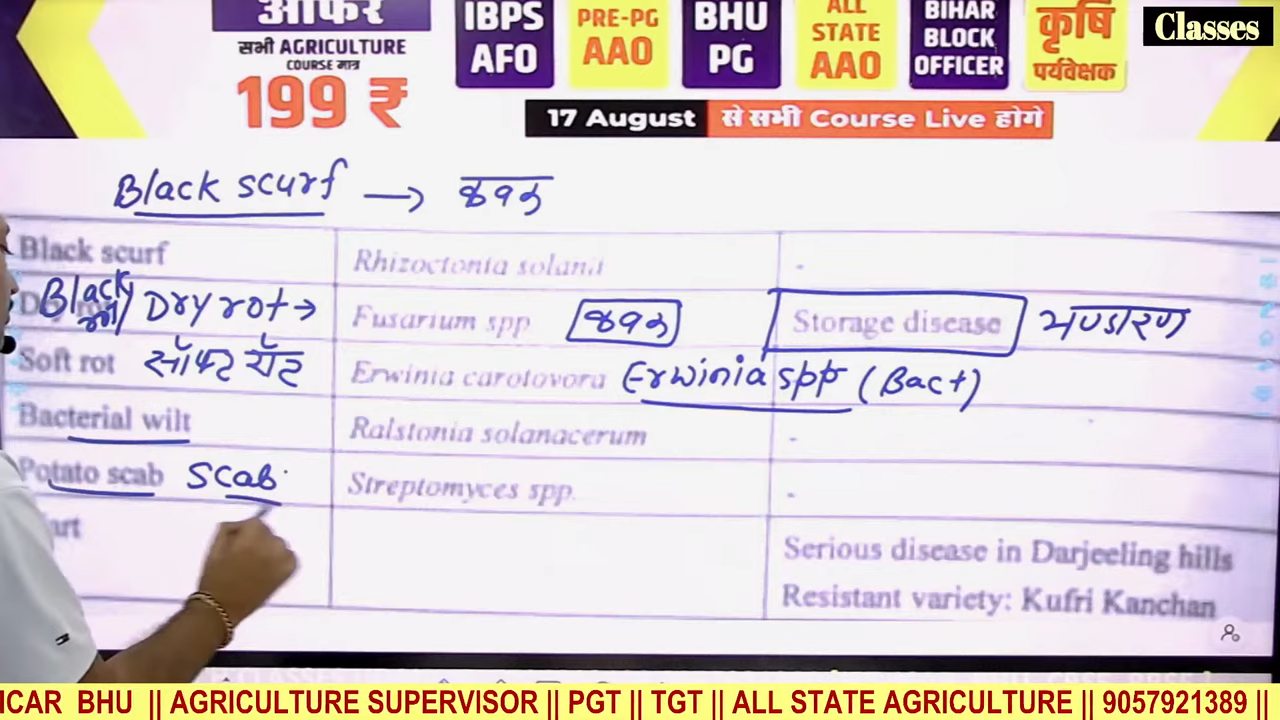 ऑफर
सभी AGRICULTURE
COURSE मात्र
199 ₹
IBPS
AFO
PRE-PG
AAO
BHU
PG
ALL
STATE
AAO
BIHAR
BLOCK
OFFICER
कृषि
पर्यवेक्षक
Classes
17 August से सभी Course Live होगे
Black scurf → कवक
Black scurf Rhizoctonia solani -
Black Dry rot → Fusarium spp कवक Storage disease भण्डारण
Soft rot सॉफ्ट रॉट Erwinia carotovora Erwinia spp (Bact)
Bacterial wilt Ralstonia solanacerum -
Potato scab scab Streptomyces spp. -
art Serious disease in Darjeeling hills
Resistant variety: Kufri Kanchan
ICAR BHU || AGRICULTURE SUPERVISOR || PGT || TGT || ALL STATE AGRICULTURE || 9057921389 ||